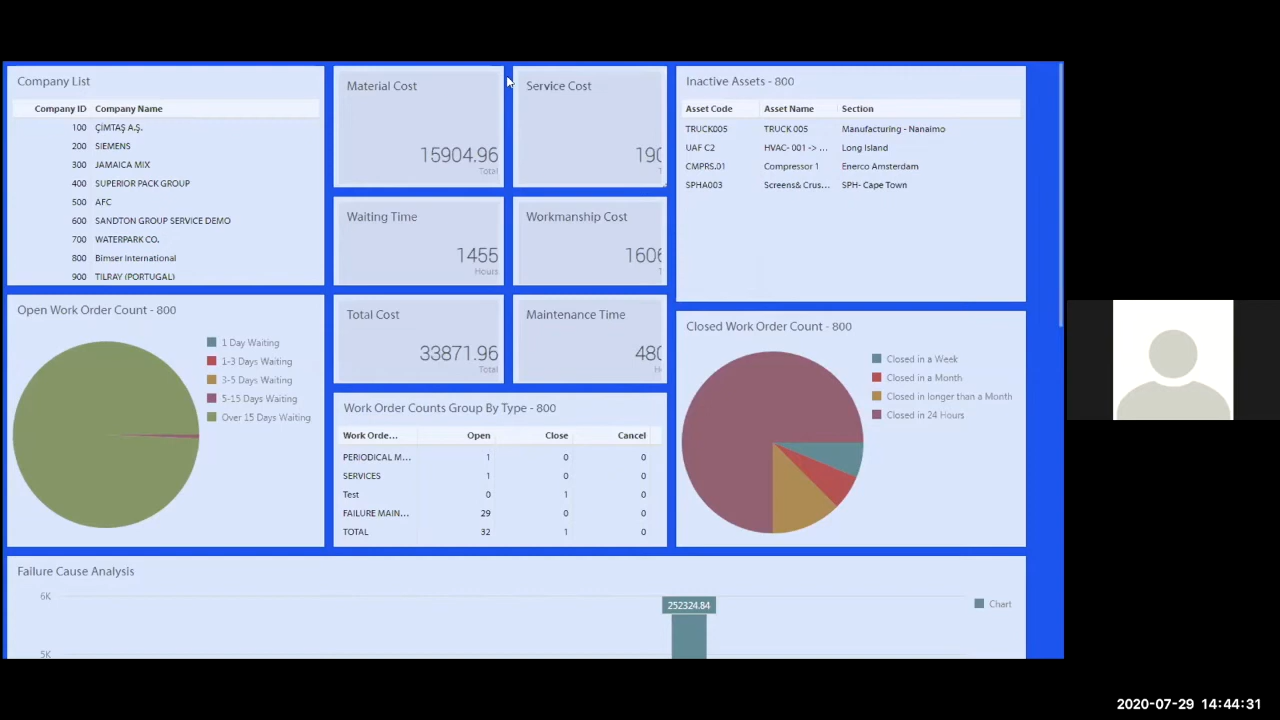 Company List
Company ID Company Name
100 ÇİMTAŞ A.Ş.
200 SIEMENS
300 JAMAICA MIX
400 SUPERIOR PACK GROUP
500 AFC
600 SANDTON GROUP SERVICE DEMO
700 WATERPARK CO.
800 Bimser International
900 TILRAY (PORTUGAL)
Material Cost
15904.96
Total
Service Cost
190
T
Waiting Time
1455
Hours
Workmanship Cost
1606
T
Total Cost
33871.96
Total
Maintenance Time
480
H
Inactive Assets - 800
Asset Code Asset Name Section
TRUCK005 TRUCK 005 Manufacturing - Nanaimo
UAF C2 HVAC- 001 -> ... Long Island
CMPRS.01 Compressor 1 Enerco Amsterdam
SPHA003 Screens& Crus... SPH- Cape Town
Open Work Order Count - 800
1 Day Waiting
1-3 Days Waiting
3-5 Days Waiting
5-15 Days Waiting
Over 15 Days Waiting
Work Order Counts Group By Type - 800
Work Orde... Open Close Cancel
PERIODICAL M... 1 0 0
SERVICES 1 0 0
Test 0 1 0
FAILURE MAIN... 29 0 0
TOTAL 32 1 0
Closed Work Order Count - 800
Closed in a Week
Closed in a Month
Closed in longer than a Month
Closed in 24 Hours
Failure Cause Analysis
6K
252324.84
Chart
5K
2020-07-29 14:44:31